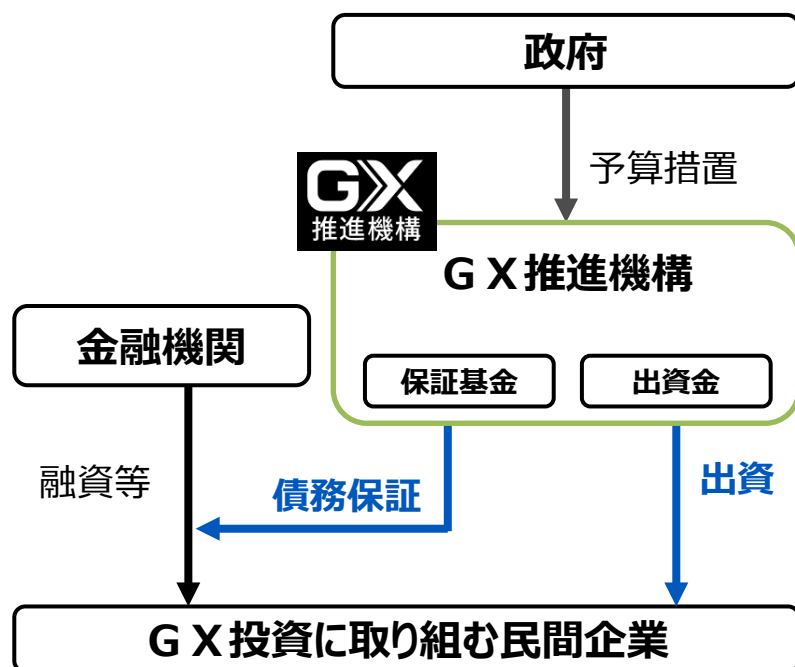 政府
予算措置
GX
推進機構
ＧＸ推進機構
金融機関
保証基金
出資金
融資等
債務保証
出資
ＧＸ投資に取り組む民間企業